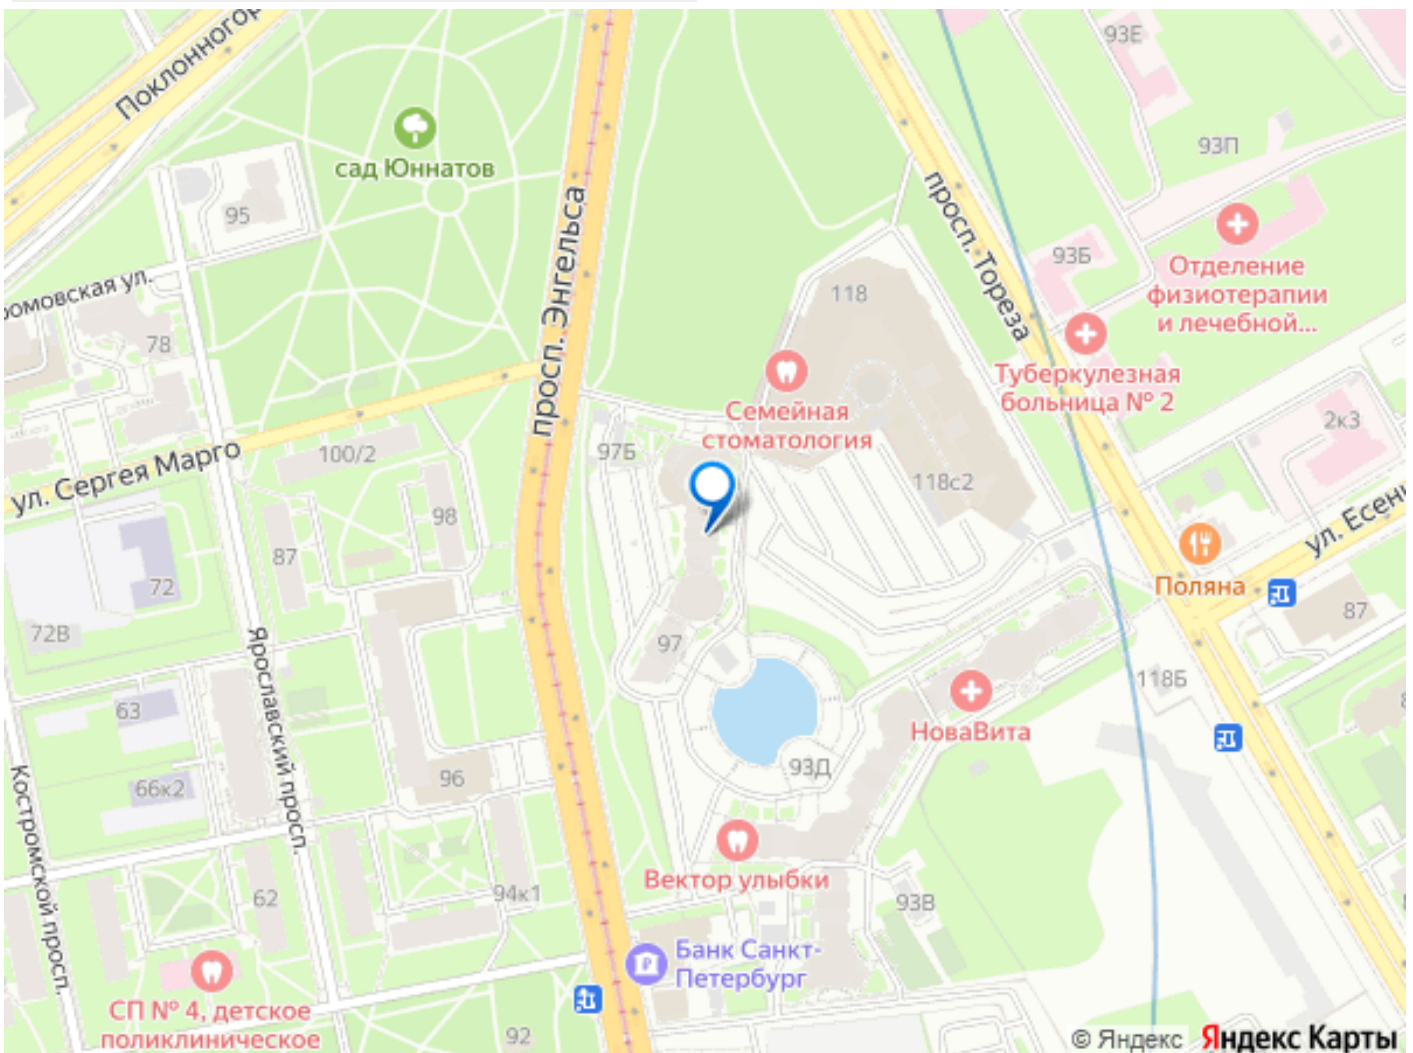 Поклонного
93Е
93П
сад Юннатов
95
просп. Энгельса
просп. Тореза
93Б
Отделение
физиотерапии
и лечебной...
омовская ул.
118
78
Туберкулезная
больница № 2
Семейная
стоматология
2к3
97Б
100/2
ул. Сергея Марго
118с2
98
ул. Есени
87
72
Поляна
72В
87
97
Ярославский просп.
118Б
63
НоваВита
93Д
96
66к2
Костромской просп.
Вектор улыбки
62
94к1
93В
Банк Санкт-
Петербург
СП № 4, детское
поликлиническое
92
© Яндекс Яндекс Карты